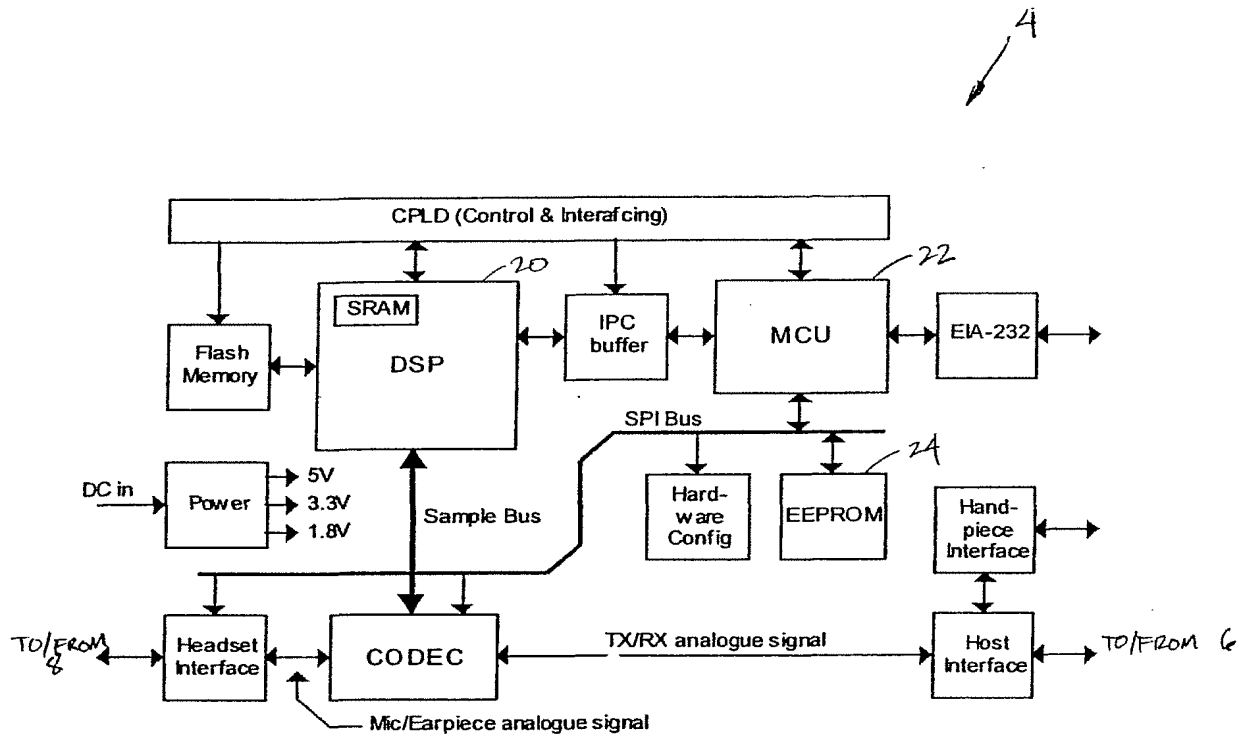 4
CPLD (Control & Interafcing)
20
22
SRAM
DSP
IPC
buffer
MCU
EIA-232
Flash
Memory
SPI Bus
24
DC in
Power
5V
3.3V
1.8V
Sample Bus
Hard-
ware
Config
EEPROM
Hand-
piece
Interface
TO/FROM
8
Headset
Interface
CODEC
TX/RX analogue signal
Host
Interface
TO/FROM 6
Mic/Earpiece analogue signal